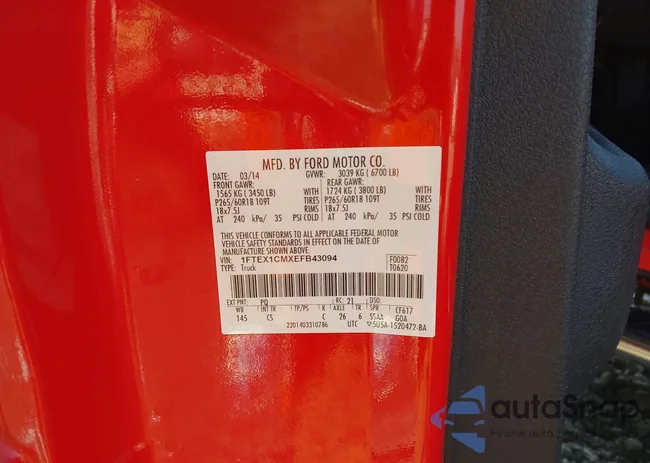 MFD. BY FORD MOTOR CO.
DATE: 03/14 GVWR: 3039 KG ( 6700 LB)
FRONT GAWR: REAR GAWR:
1565 KG ( 3450 LB) WITH 1724 KG ( 3800 LB) WITH
P265/60R18 109T TIRES P265/60R18 109T TIRES
18x7.5J RIMS 18x7.5J RIMS
AT 240 kPa/ 35 PSI COLD AT 240 kPa/ 35 PSI COLD
THIS VEHICLE CONFORMS TO ALL APPLICABLE FEDERAL MOTOR
VEHICLE SAFETY STANDARDS IN EFFECT ON THE DATE OF
MANUFACTURE SHOWN ABOVE.
VIN: 1FTEX1CMXEFB43094 F0082
TYPE: Truck T0620
EXT PNT: PQ RC: 21 DSO:
WB INT TR TP/PS R AXLE TR SPR CF617
145 CS C 26 6 SSAA GOA
2201403310786 UTC 5USA-1520472-BA
autaSnap
Pewne auto